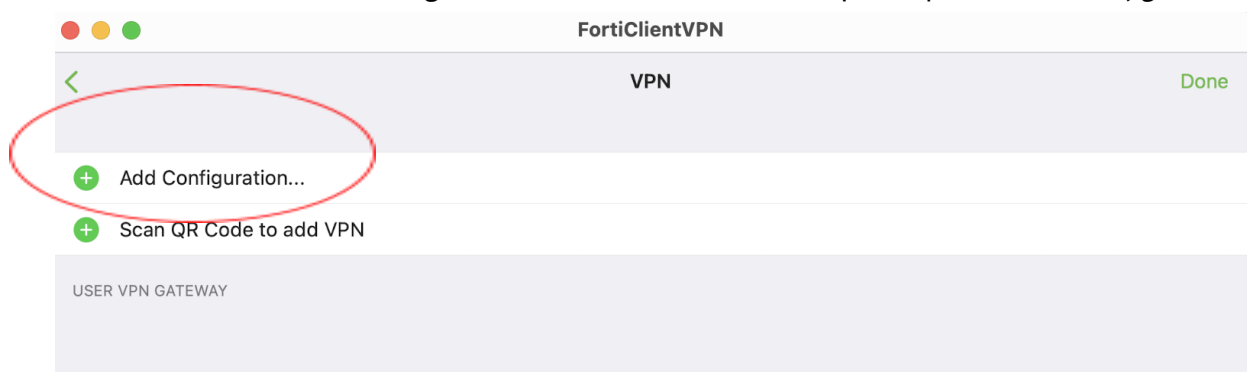 FortiClientVPN
VPN
Done
Add Configuration...
Scan QR Code to add VPN
USER VPN GATEWAY